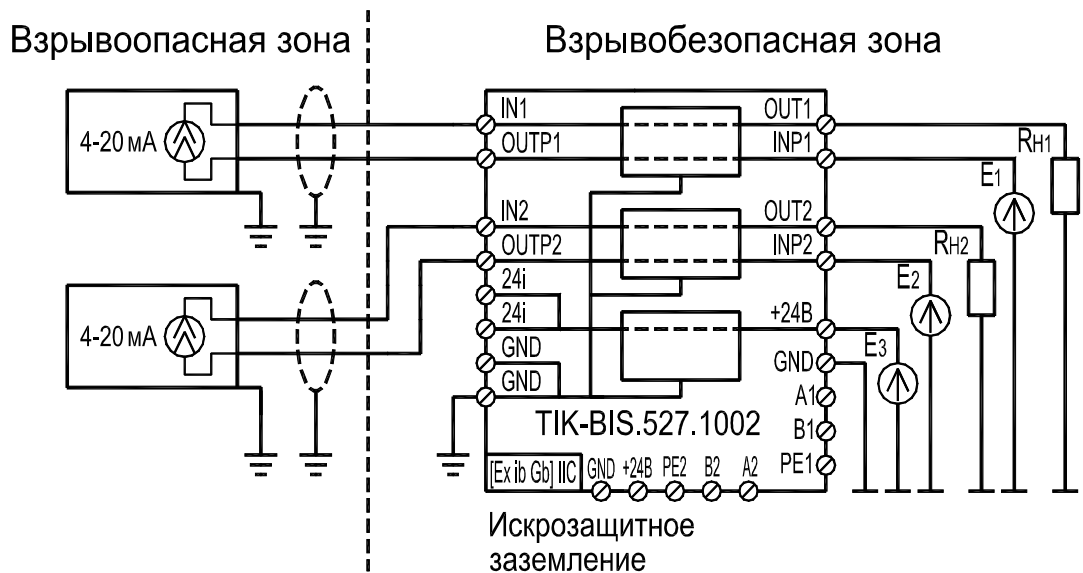 Взрывоопасная зона
Взрывобезопасная зона
4-20 мА
IN1
OUTP1
OUT1
INP1
RН1
E1
IN2
OUTP2
OUT2
INP2
RН2
E2
24i
24i
+24В
E3
4-20 мА
GND
GND
GND
A1
B1
PE1
TIK-BIS.527.1002
[Ex ib Gb] IIC
GND
+24В
PE2
B2
A2
Искрозащитное
заземление